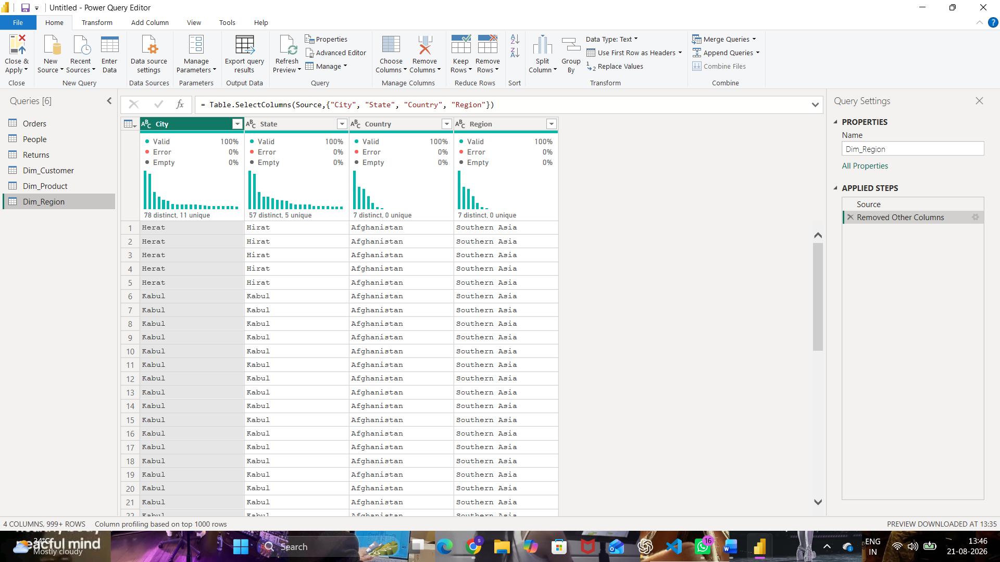 Untitled - Power Query Editor
File
Home
Transform
Add Column
View
Tools
Help
Close & Apply
New Source
Recent Sources
Enter Data
Data source settings
Manage Parameters
Export query results
Refresh Preview
Properties
Advanced Editor
Manage
Choose Columns
Remove Columns
Keep Rows
Remove Rows
Split Column
Group By
Data Type: Text
Use First Row as Headers
Replace Values
Merge Queries
Append Queries
Combine Files
Close
New Query
Data Sources
Parameters
Output Data
Query
Manage Columns
Reduce Rows
Sort
Transform
Combine
Queries [6]
Orders
People
Returns
Dim_Customer
Dim_Product
Dim_Region
fx
= Table.SelectColumns(Source,{"City", "State", "Country", "Region"})
City State Country Region
Valid 100% Valid 100% Valid 100% Valid 100%
Error 0% Error 0% Error 0% Error 0%
Empty 0% Empty 0% Empty 0% Empty 0%
78 distinct, 11 unique 57 distinct, 5 unique 7 distinct, 0 unique 7 distinct, 0 unique
1 Herat Hirat Afghanistan Southern Asia
2 Herat Hirat Afghanistan Southern Asia
3 Herat Hirat Afghanistan Southern Asia
4 Herat Hirat Afghanistan Southern Asia
5 Herat Hirat Afghanistan Southern Asia
6 Kabul Kabul Afghanistan Southern Asia
7 Kabul Kabul Afghanistan Southern Asia
8 Kabul Kabul Afghanistan Southern Asia
9 Kabul Kabul Afghanistan Southern Asia
10 Kabul Kabul Afghanistan Southern Asia
11 Kabul Kabul Afghanistan Southern Asia
12 Kabul Kabul Afghanistan Southern Asia
13 Kabul Kabul Afghanistan Southern Asia
14 Kabul Kabul Afghanistan Southern Asia
15 Kabul Kabul Afghanistan Southern Asia
16 Kabul Kabul Afghanistan Southern Asia
17 Kabul Kabul Afghanistan Southern Asia
18 Kabul Kabul Afghanistan Southern Asia
19 Kabul Kabul Afghanistan Southern Asia
20 Kabul Kabul Afghanistan Southern Asia
21 Kabul Kabul Afghanistan Southern Asia
22 Kabul Kabul Afghanistan Southern Asia
Query Settings
PROPERTIES
Name
Dim_Region
All Properties
APPLIED STEPS
Source
Removed Other Columns
4 COLUMNS, 999+ ROWS
Column profiling based on top 1000 rows
PREVIEW DOWNLOADED AT 13:35
34°C
Mostly cloudy
Search
16
ENG
IN
13:46
21-08-2026